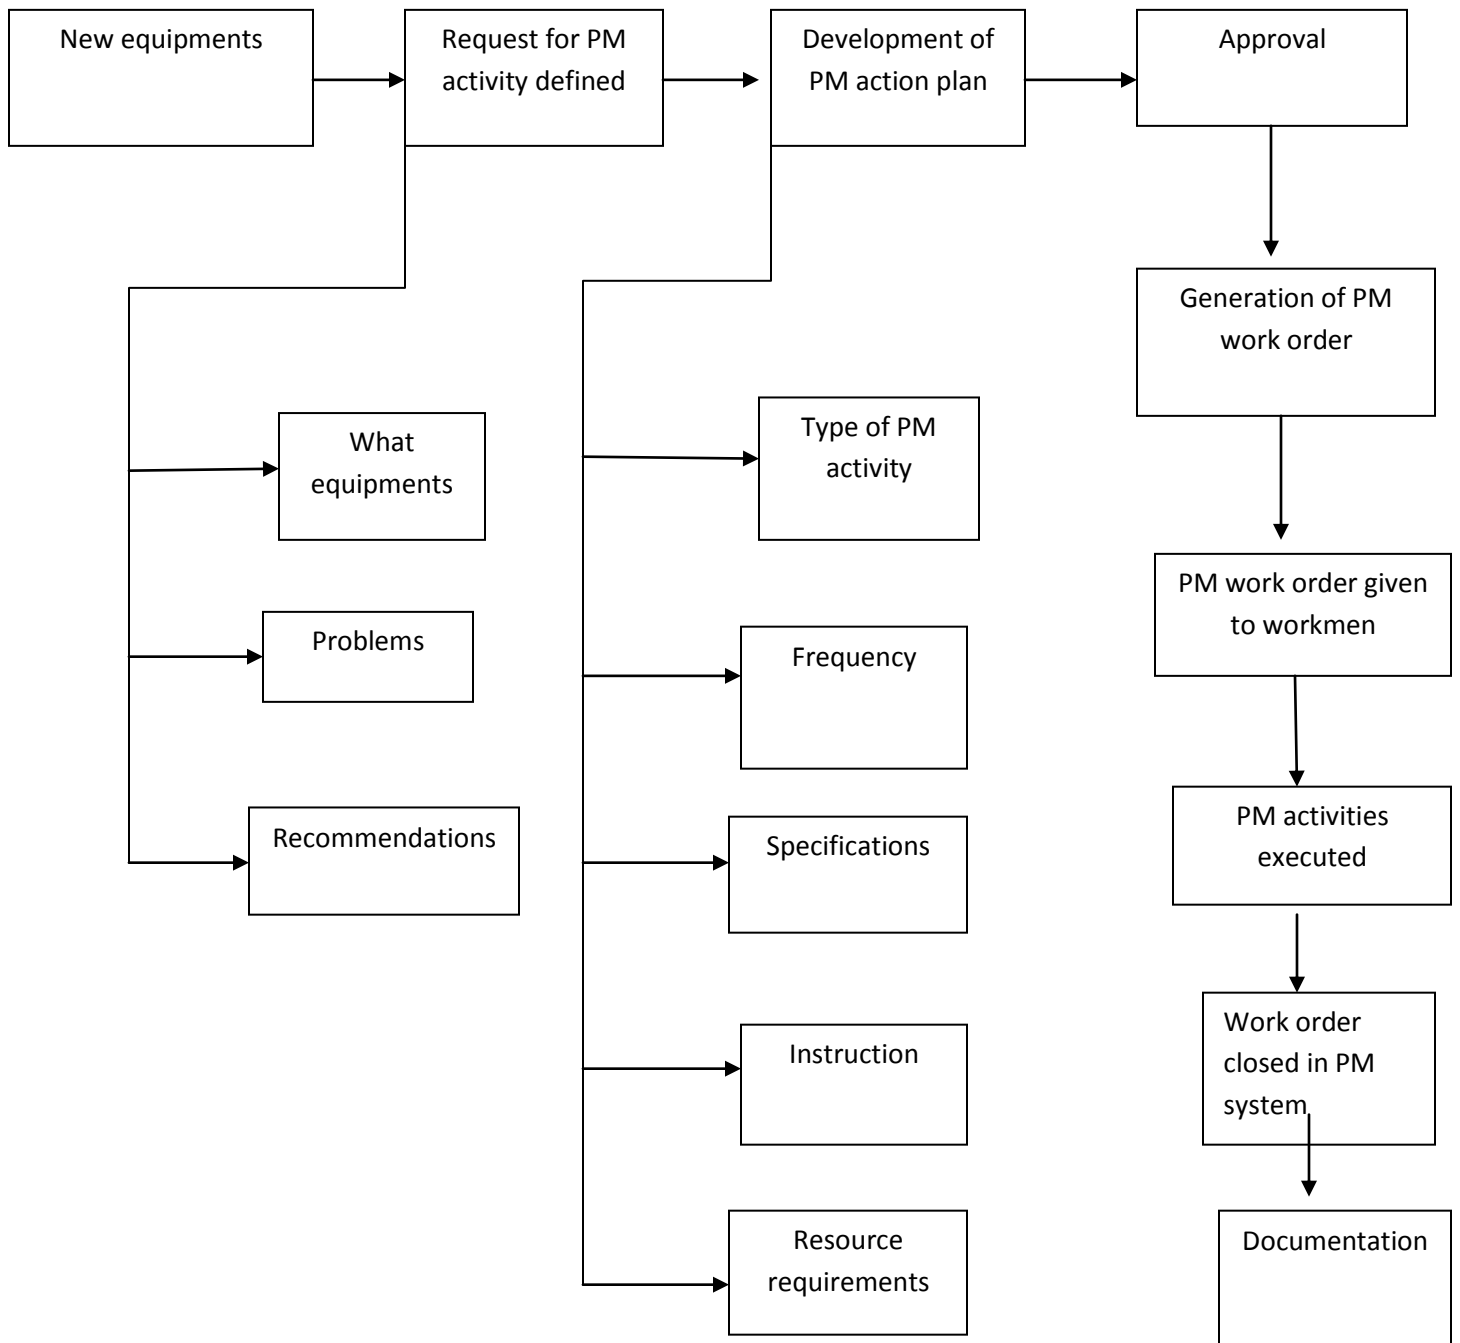 New equipments
Request for PM
activity defined
Development of
PM action plan
Approval
Generation of PM
work order
What
equipments
Type of PM
activity
PM work order given
to workmen
Problems
Frequency
PM activities
executed
Recommendations
Specifications
Work order
closed in PM
system
Instruction
Resource
requirements
Documentation